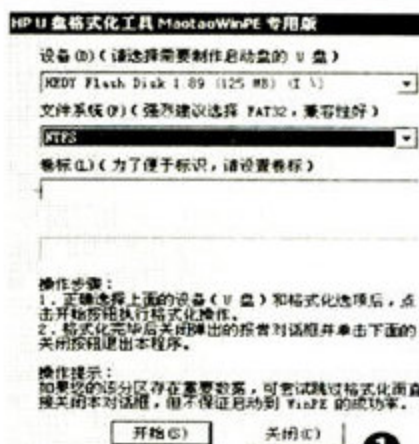 HP U 盘格式化工具 MaotaoWinPE 专用版
设备(D)(请选择需要制作启动盘的 U 盘)
KEDY Flash Disk 1.89 (125 MB) (I \)
文件系统(F)(强烈建议选择 FAT32，兼容性好)
NTFS
卷标(L)(为了便于标识，请设置卷标)
操作步骤：
1．正确选择上面的设备(U 盘)和格式化选项后，点
击开始按钮执行格式化操作。
2．格式化完毕后关闭弹出的报告对话框并单击下面的
关闭按钮退出本程序。
操作提示：
如果您的该分区存在重要数据，可尝试跳过格式化而直
接关闭本对话框，但不保证启动到 WinPE 的成功率。
开始(S)
关闭(C)